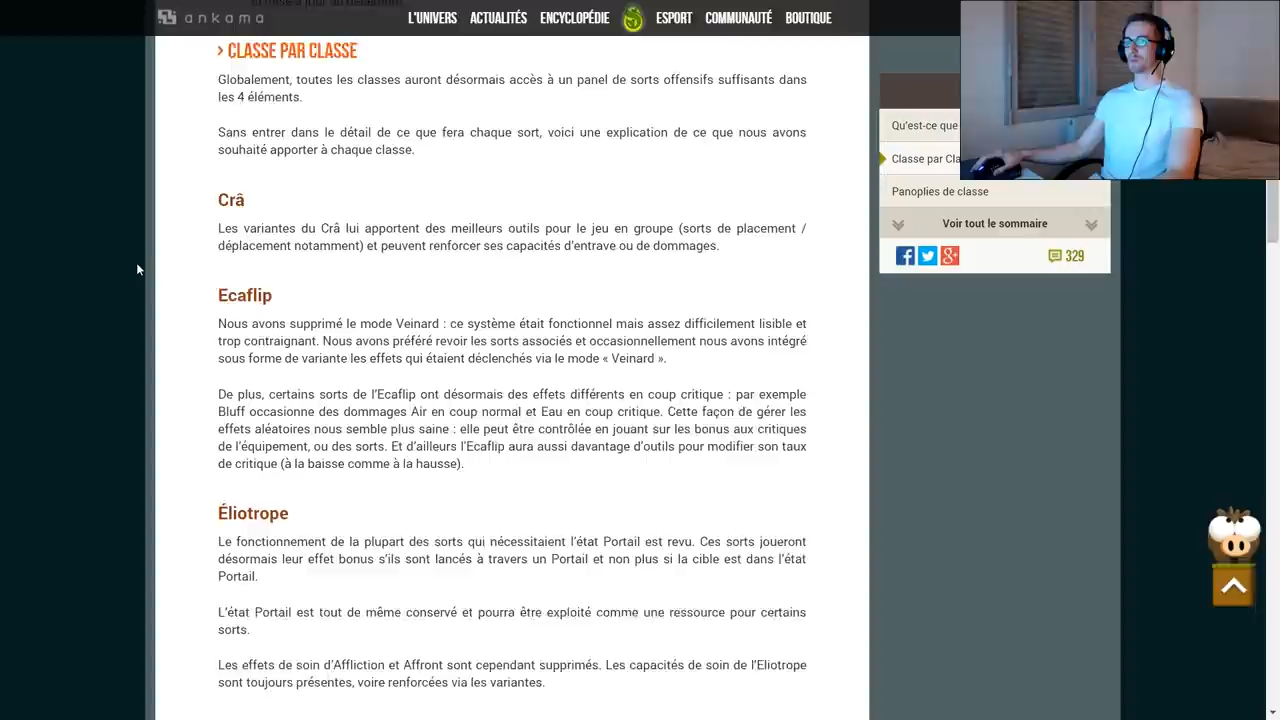 ankama
L'UNIVERS ACTUALITÉS ENCYCLOPÉDIE ESPORT COMMUNAUTÉ BOUTIQUE
CLASSE PAR CLASSE
Globalement, toutes les classes auront désormais accès à un panel de sorts offensifs suffisants dans
les 4 éléments.
Sans entrer dans le détail de ce que fera chaque sort, voici une explication de ce que nous avons
souhaité apporter à chaque classe.
Crâ
Les variantes du Crâ lui apportent des meilleurs outils pour le jeu en groupe (sorts de placement /
déplacement notamment) et peuvent renforcer ses capacités d'entrave ou de dommages.
Ecaflip
Nous avons supprimé le mode Veinard : ce système était fonctionnel mais assez difficilement lisible et
trop contraignant. Nous avons préféré revoir les sorts associés et occasionnellement nous avons intégré
sous forme de variante les effets qui étaient déclenchés via le mode « Veinard ».
De plus, certains sorts de l'Ecaflip ont désormais des effets différents en coup critique : par exemple
Bluff occasionne des dommages Air en coup normal et Eau en coup critique. Cette façon de gérer les
effets aléatoires nous semble plus saine : elle peut être contrôlée en jouant sur les bonus aux critiques
de l'équipement, ou des sorts. Et d'ailleurs l'Ecaflip aura aussi davantage d'outils pour modifier son taux
de critique (à la baisse comme à la hausse).
Éliotrope
Le fonctionnement de la plupart des sorts qui nécessitaient l'état Portail est revu. Ces sorts joueront
désormais leur effet bonus s'ils sont lancés à travers un Portail et non plus si la cible est dans l'état
Portail.
L'état Portail est tout de même conservé et pourra être exploité comme une ressource pour certains
sorts.
Les effets de soin d'Affliction et Affront sont cependant supprimés. Les capacités de soin de l'Eliotrope
sont toujours présentes, voire renforcées via les variantes.
Qu'est-ce que
Classe par Cla
Panoplies de classe
Voir tout le sommaire
329